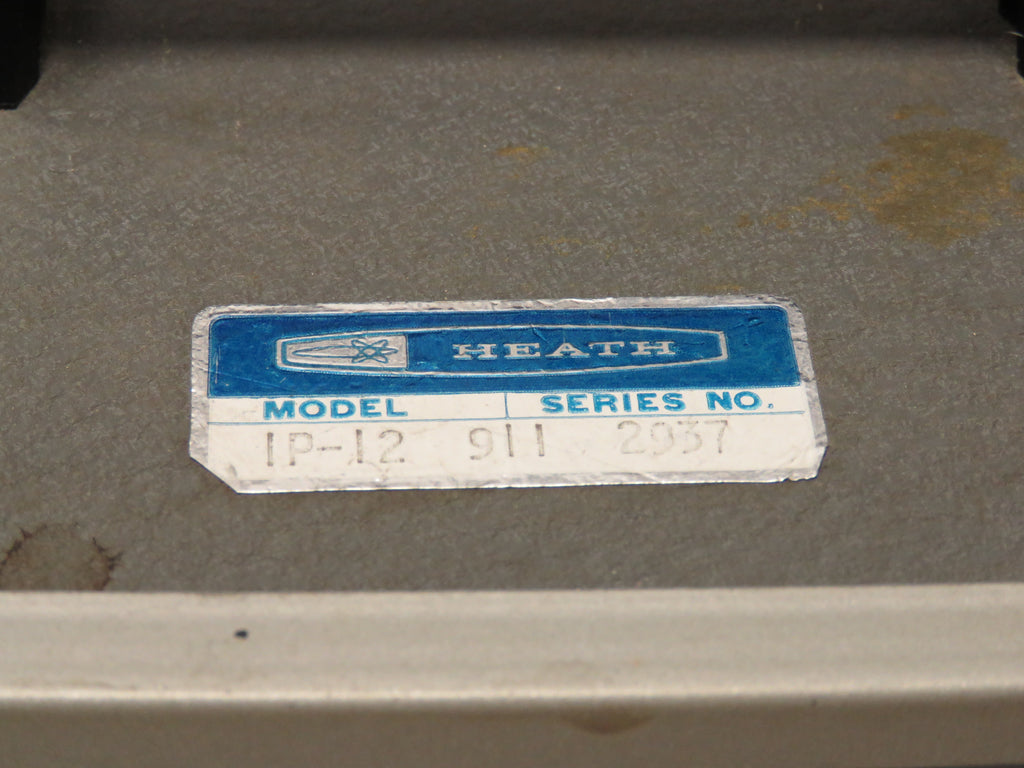 HEATH
MODEL SERIES NO.
IP-12 911 2937